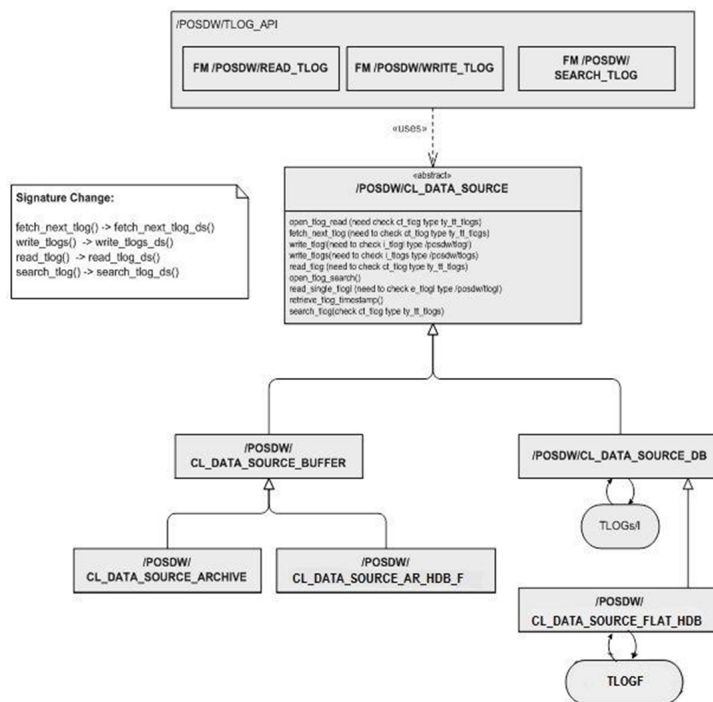 /POSDW/TLOG_API
FM /POSDW/READ_TLOG
FM /POSDW/WRITE_TLOG
FM /POSDW/
SEARCH_TLOG
«uses»
«abstract»
/POSDW/CL_DATA_SOURCE
open_tlog_read (need check ct_tlog type ty_tt_tlogs)
fetch_next_tlog (need to check ct_tlog type ty_tt_tlogs)
write_tlogl(need to check i_tlogl type /posdw/tlogl)
write_tlogs(need to check i_tlogs type /posdw/tlogs)
read_tlog (need to check ct_tlog type ty_tt_tlogs)
open_tlog_search()
read_single_tlogl (need to check e_tlogl type /posdw/tlogl)
retrieve_tlog_timestamp()
search_tlog(check ct_tlog type ty_tt_tlogs)
Signature Change:
fetch_next_tlog() -> fetch_next_tlog_ds()
write_tlogs() -> write_tlogs_ds()
read_tlog() -> read_tlog_ds()
search_tlog() -> search_tlog_ds()
/POSDW/
CL_DATA_SOURCE_BUFFER
/POSDW/CL_DATA_SOURCE_DB
TLOGs/l
/POSDW/
CL_DATA_SOURCE_ARCHIVE
/POSDW/
CL_DATA_SOURCE_AR_HDB_F
/POSDW/
CL_DATA_SOURCE_FLAT_HDB
TLOGF